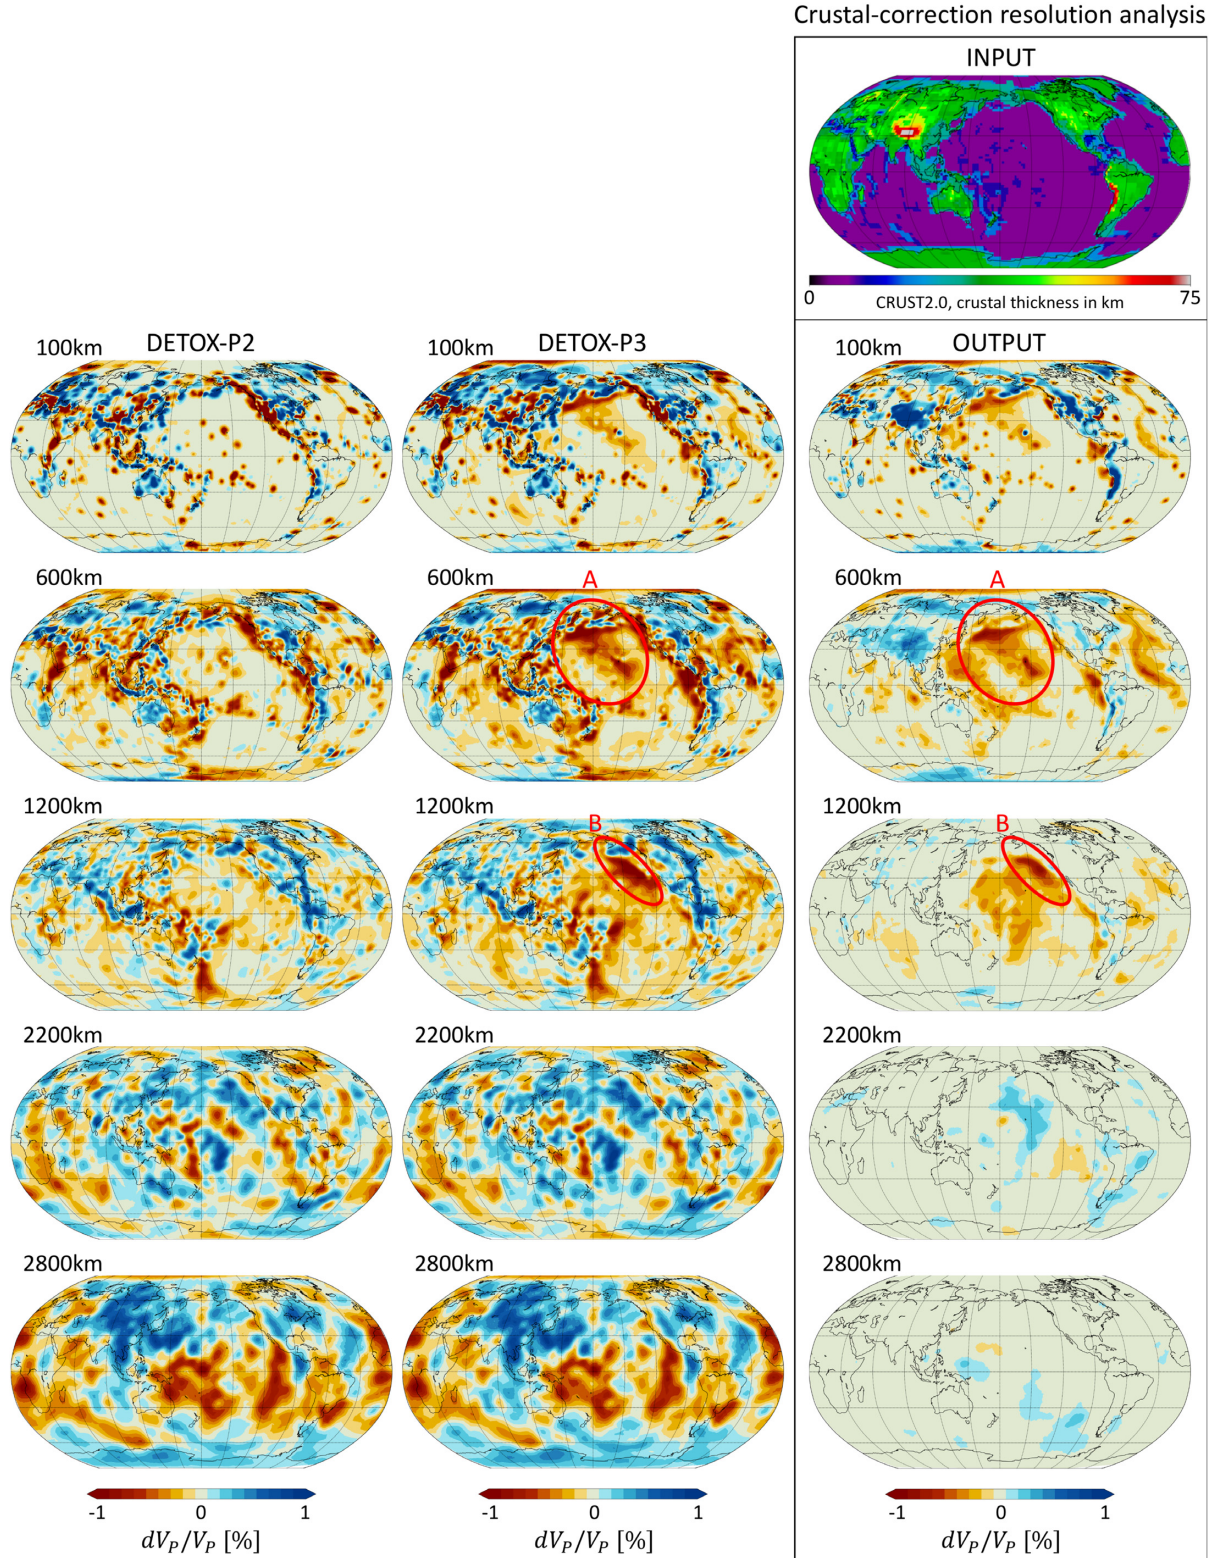 Crustal-correction resolution analysis
INPUT
0 CRUST2.0, crustal thickness in km 75
DETOX-P2 DETOX-P3 OUTPUT
100km 100km 100km
A A
600km 600km 600km
B B
1200km 1200km 1200km
2200km 2200km 2200km
2800km 2800km 2800km
-1 0 1 -1 0 1 -1 0 1
dV_P/V_P [%] dV_P/V_P [%] dV_P/V_P [%]